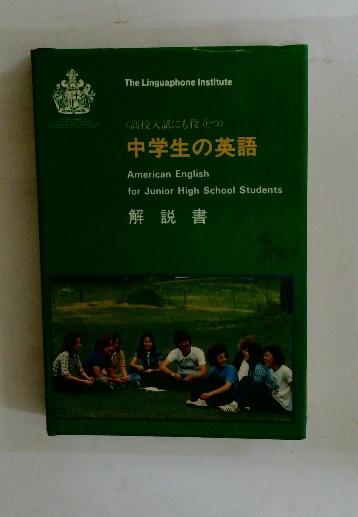 The Linguaphone Institute
〈高校入試にも役立つ〉
中学生の英語
American English
for Junior High School Students
解説書